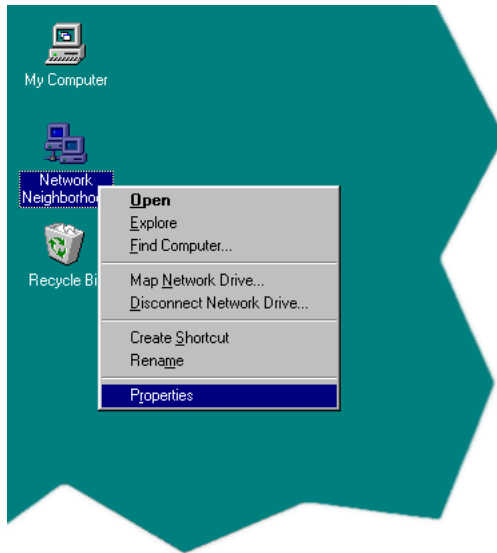 My Computer
Network
Neighborhoo
Open
Explore
Find Computer...
Recycle Bi
Map Network Drive...
Disconnect Network Drive...
Create Shortcut
Rename
Properties